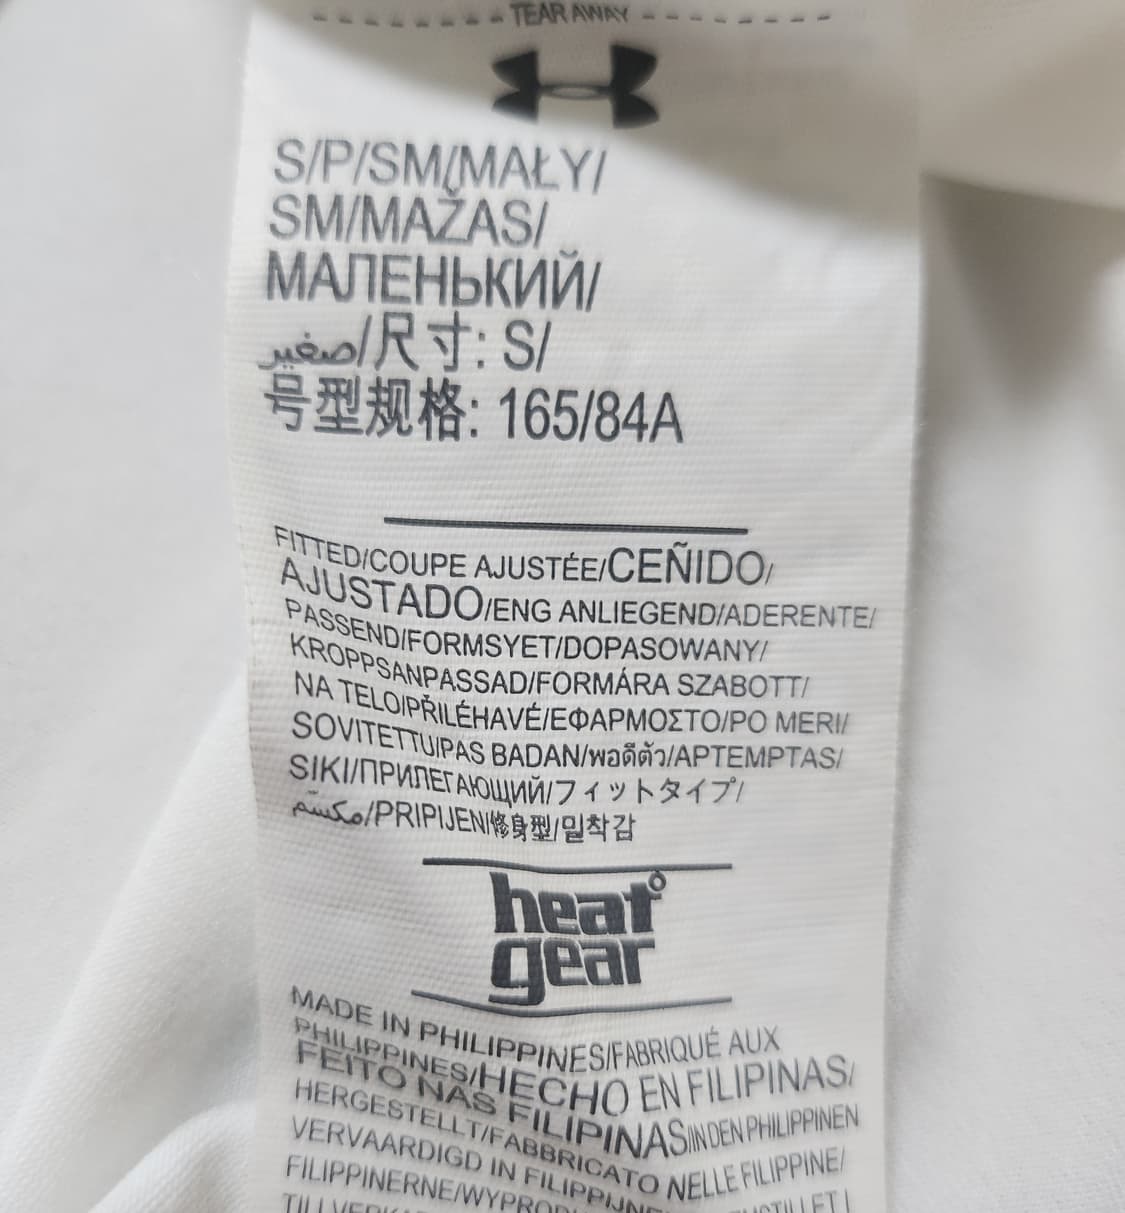 TEAR AWAY
S/P/SM/MAŁY/
SM/MAŽAS/
МАЛЕНЬКИЙ/
صغير/尺寸: S/
号型规格: 165/84A
FITTED/COUPE AJUSTÉE/CEÑIDO/
AJUSTADO/ENG ANLIEGEND/ADERENTE/
PASSEND/FORMSYET/DOPASOWANY/
KROPPSANPASSAD/FORMÁRA SZABOTT/
NA TELO/PŘILÉHAVÉ/ΕΦΑΡΜΟΣΤΟ/PO MERI/
SOVITETTU/PAS BADAN/พอดีตัว/APTEMPTAS/
SIKI/ПРИЛЕГАЮЩИЙ/フィットタイプ/
مكسّم/PRIPIJEN/修身型/밀착감
heat
gear
MADE IN PHILIPPINES/FABRIQUÉ AUX
PHILIPPINES/HECHO EN FILIPINAS/
FEITO NAS FILIPINAS/IN DEN PHILIPPINEN
HERGESTELLT/FABBRICATO NELLE FILIPPINE/
VERVAARDIGD IN
FILIPPINERNE/